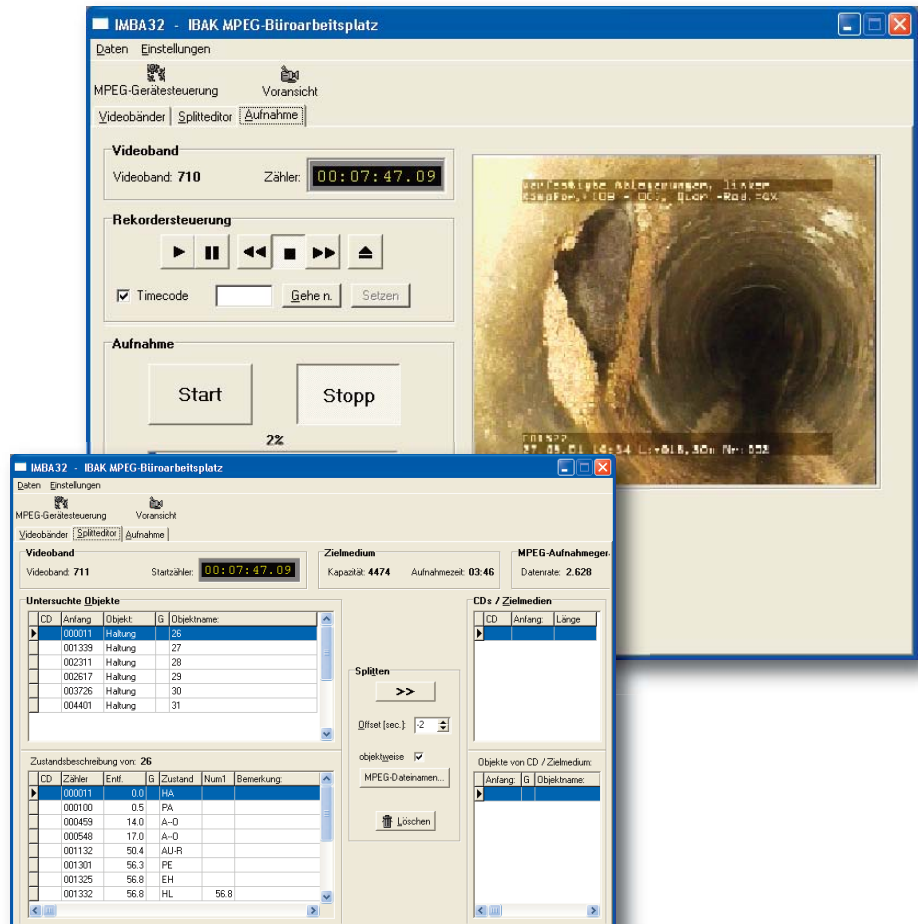 IMBA32 - IBAK MPEG-Büroarbeitsplatz
Daten Einstellungen
MPEG-Gerätesteuerung Voransicht
Videobänder Splitteditor Aufnahme
Videoband
Videoband: 710 Zähler: 00:07:47.09
Rekordersteuerung
Timecode Gehe n. Setzen
Aufnahme
Start Stopp
2%
IMBA32 - IBAK MPEG-Büroarbeitsplatz
Daten Einstellungen
MPEG-Gerätesteuerung Voransicht
Videobänder Splitteditor Aufnahme
Videoband Zielmedium MPEG-Aufnahmeger
Videoband: 711 Startzähler: 00:07:47.09 Kapazität: 4474 Aufnahmezeit: 03:46 Datenrate: 2.628
Untersuchte Objekte
CD Anfang Objekt: G Objektname:
000011 Haltung 26
001339 Haltung 27
002311 Haltung 28
002617 Haltung 29
003726 Haltung 30
004401 Haltung 31
Zustandsbeschreibung von: 26
CD Zähler Entf. G Zustand Num1 Bemerkung:
000011 0.0 HA
000100 0.5 PA
000459 14.0 A--O
000548 17.0 A--O
001132 50.4 AU-R
001301 56.3 PE
001325 56.8 EH
001332 56.8 HL 56.8
Splitten
>>
Offset (sec.): -2
objektweise
MPEG-Dateinamen...
Löschen
CDs / Zielmedien
CD Anfang: Länge
Objekte von CD / Zielmedium:
Anfang: G Objektname: